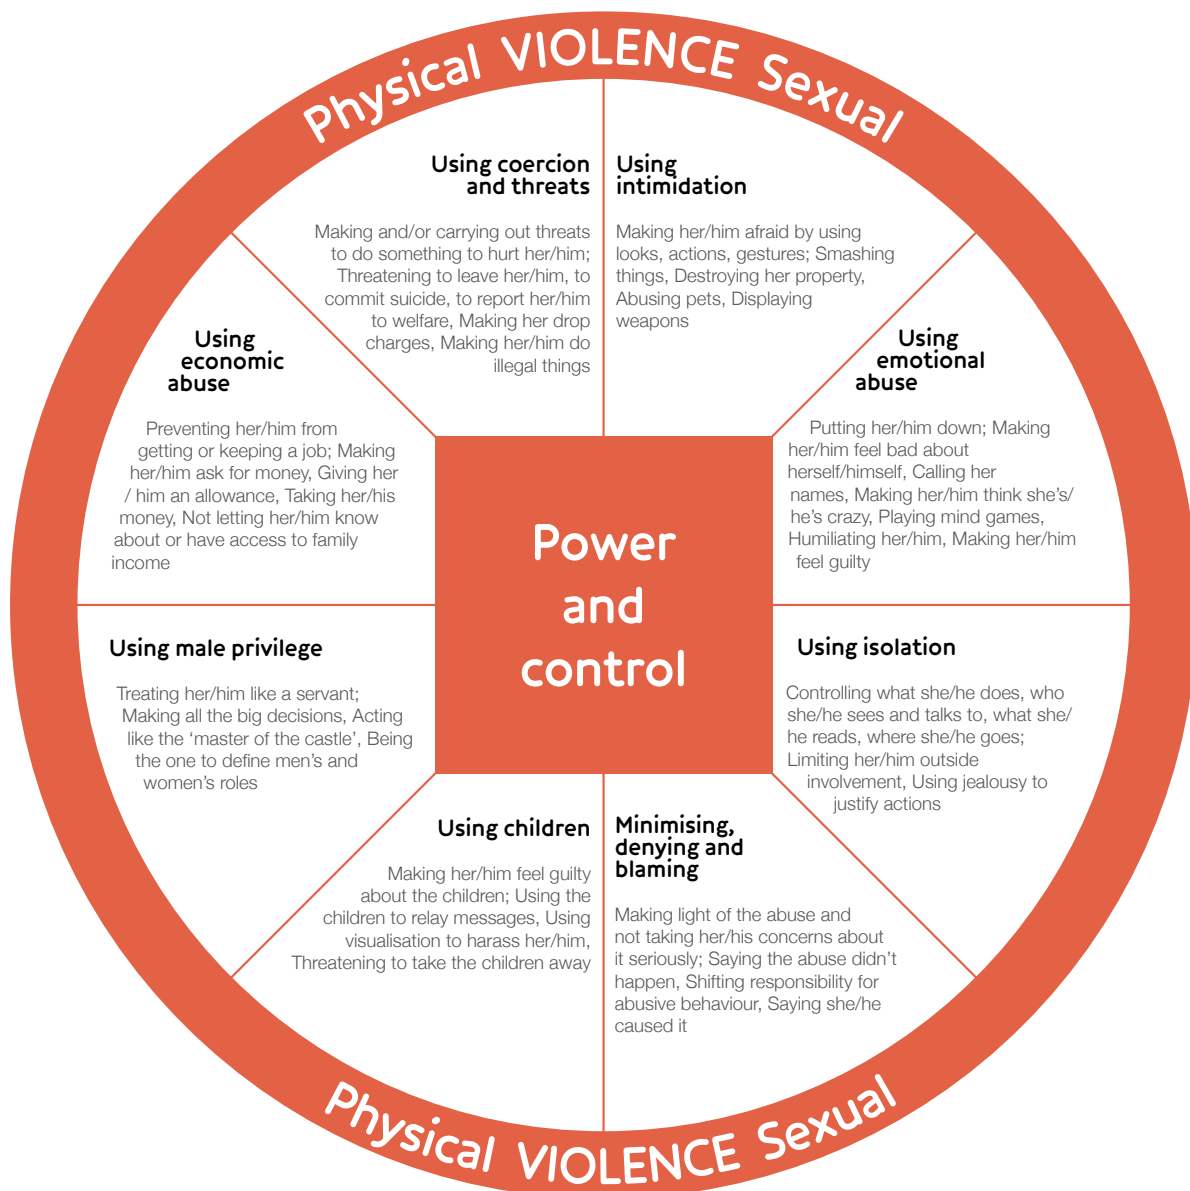 Physical VIOLENCE Sexual
Using coercion
and threats
Making and/or carrying out threats
to do something to hurt her/him;
Threatening to leave her/him, to
commit suicide, to report her/him
to welfare, Making her drop
charges, Making her/him do
illegal things
Using
intimidation
Making her/him afraid by using
looks, actions, gestures; Smashing
things, Destroying her property,
Abusing pets, Displaying
weapons
Using
economic
abuse
Preventing her/him from
getting or keeping a job; Making
her/him ask for money, Giving her
/ him an allowance, Taking her/his
money, Not letting her/him know
about or have access to family
income
Using
emotional
abuse
Putting her/him down; Making
her/him feel bad about
herself/himself, Calling her
names, Making her/him think she's/
he's crazy, Playing mind games,
Humiliating her/him, Making her/him
feel guilty
Power
and
control
Using male privilege
Treating her/him like a servant;
Making all the big decisions, Acting
like the ‘master of the castle’, Being
the one to define men's and
women's roles
Using isolation
Controlling what she/he does, who
she/he sees and talks to, what she/
he reads, where she/he goes;
Limiting her/him outside
involvement, Using jealousy to
justify actions
Using children
Making her/him feel guilty
about the children; Using the
children to relay messages, Using
visualisation to harass her/him,
Threatening to take the children away
Minimising,
denying and
blaming
Making light of the abuse and
not taking her/his concerns about
it seriously; Saying the abuse didn't
happen, Shifting responsibility for
abusive behaviour, Saying she/he
caused it
Physical VIOLENCE Sexual